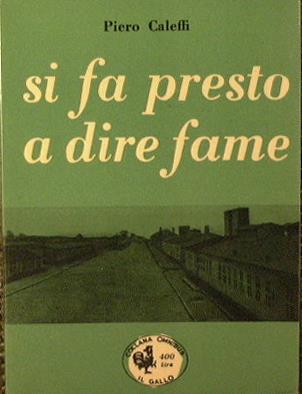 Piero Caleffi
si fa presto
a dire fame
COLLANA OMNIBUS
400
lire
IL GALLO